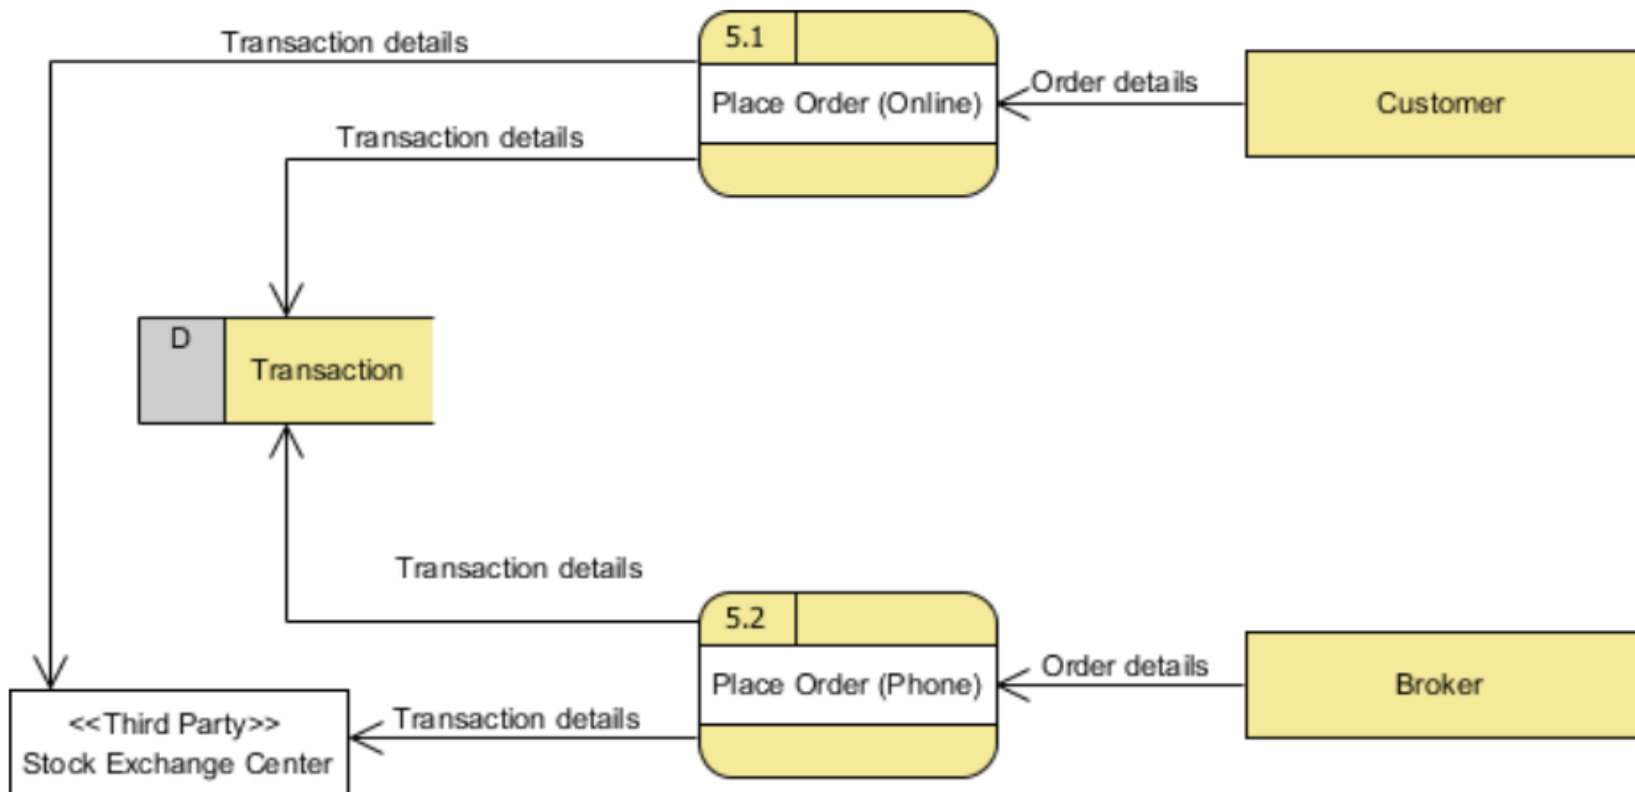 Transaction details
5.1
Place Order (Online)
Order details
Customer
Transaction details
D
Transaction
Transaction details
5.2
Place Order (Phone)
Order details
Broker
Transaction details
<<Third Party>>
Stock Exchange Center